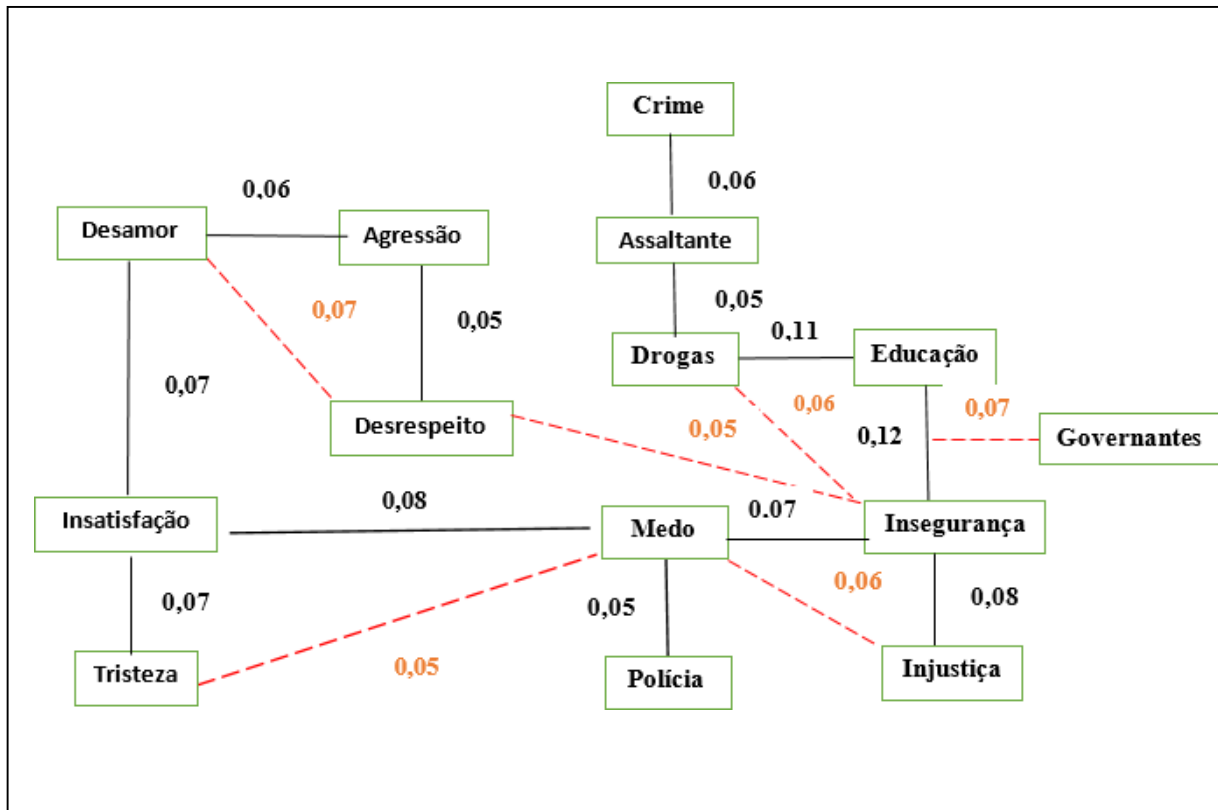 Crime
0,06
0,06
Desamor
Agressão
Assaltante
0,07
0,05
0,05
0,11
Drogas
Educação
0,07
0,06
0,07
Desrespeito
0,05
0,12
Governantes
Insatisfação
0,08
Medo
0.07
Insegurança
0,07
0,05
0,06
0,08
Tristeza
0,05
Polícia
Injustiça